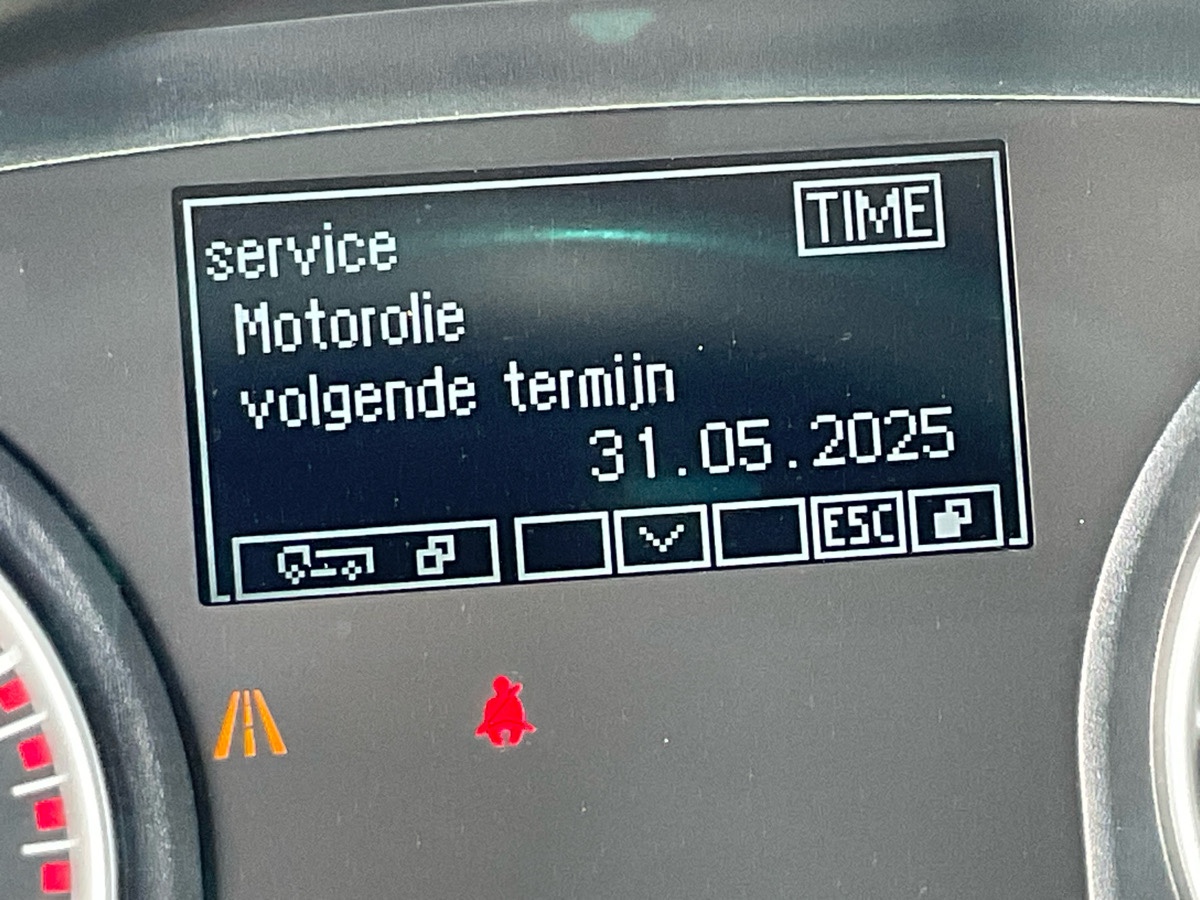 TIME
service
Motorolie
volgende termijn
31.05.2025
ESC